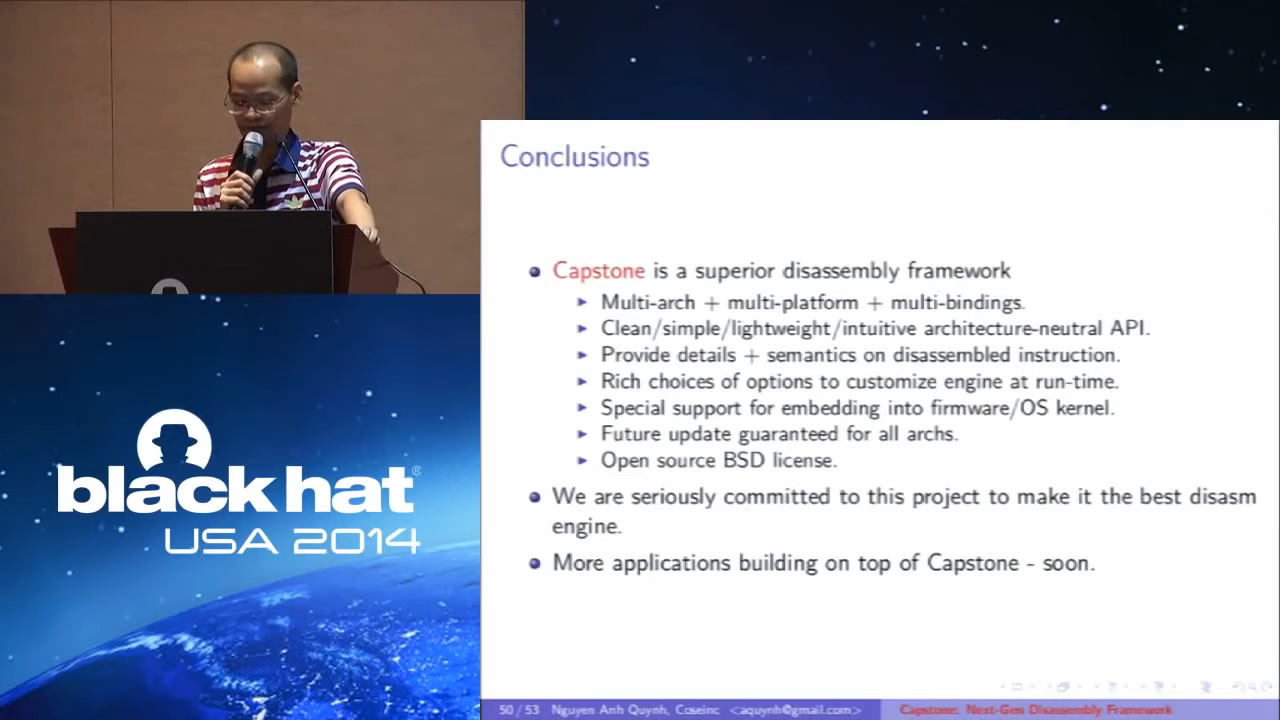 Conclusions
Capstone is a superior disassembly framework
Multi-arch + multi-platform + multi-bindings.
Clean/simple/lightweight/intuitive architecture-neutral API.
Provide details + semantics on disassembled instruction.
Rich choices of options to customize engine at run-time.
Special support for embedding into firmware/OS kernel.
Future update guaranteed for all archs.
Open source BSD license.
We are seriously committed to this project to make it the best disasm
engine.
More applications building on top of Capstone - soon.
black hat®
USA 2014
50 / 53 Nguyen Anh Quynh, Coseinc <aquynh@gmail.com> Capstone: Next-Gen Disassembly Framework